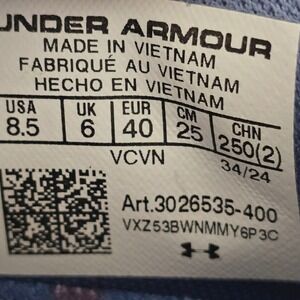 UNDER ARMOUR
MADE IN VIETNAM
FABRIQUÉ AU VIETNAM
HECHO EN VIETNAM
USA UK EUR CM CHN
8.5 6 40 25 250(2)
VCVN 34/24
Art.3026535-400
VXZ53BWNMMY6P3C